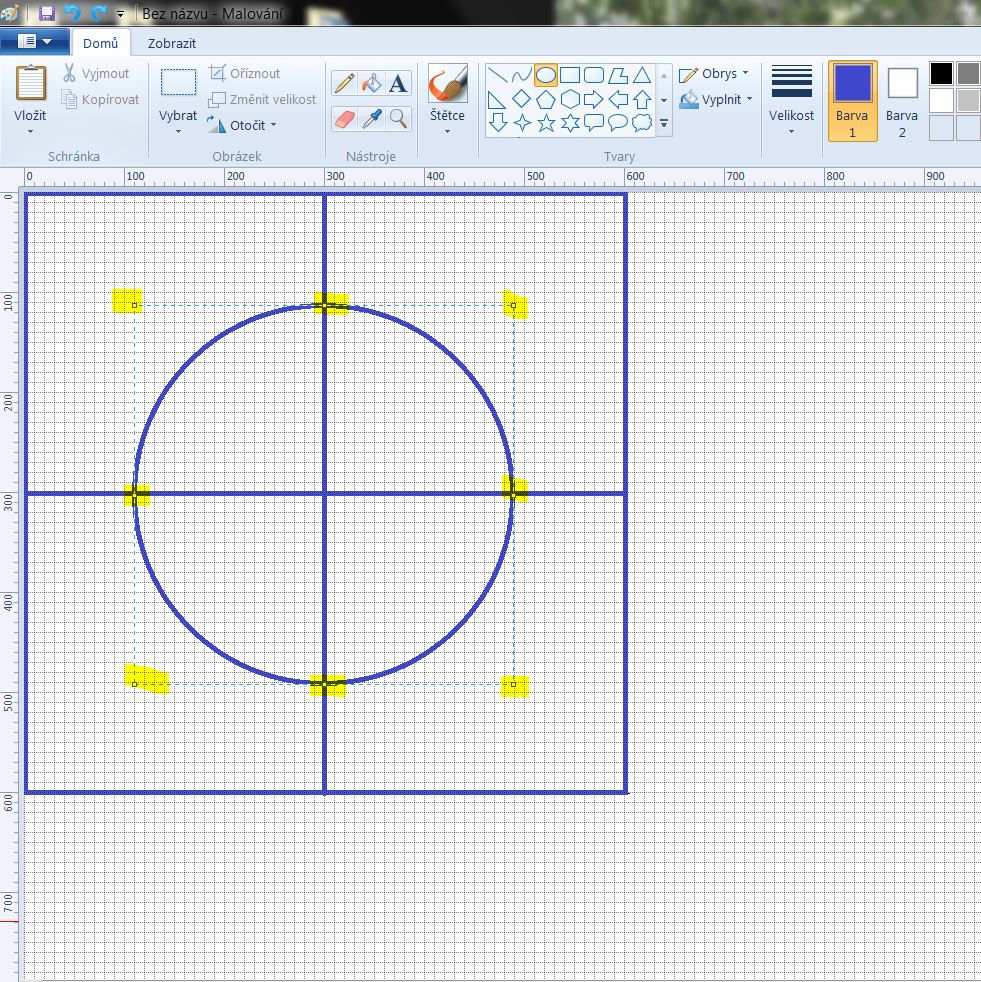 Bez názvu - Malování
Domů Zobrazit
Vložit
Vyjmout
Kopírovat
Schránka
Vybrat
Oříznout
Změnit velikost
Otočit
Obrázek
A
Nástroje
Štětce
Tvary
Obrys
Vyplnit
Velikost
Barva
1
Barva
2
0 100 200 300 400 500 600 700 800 900
0
100
200
300
400
500
600
700